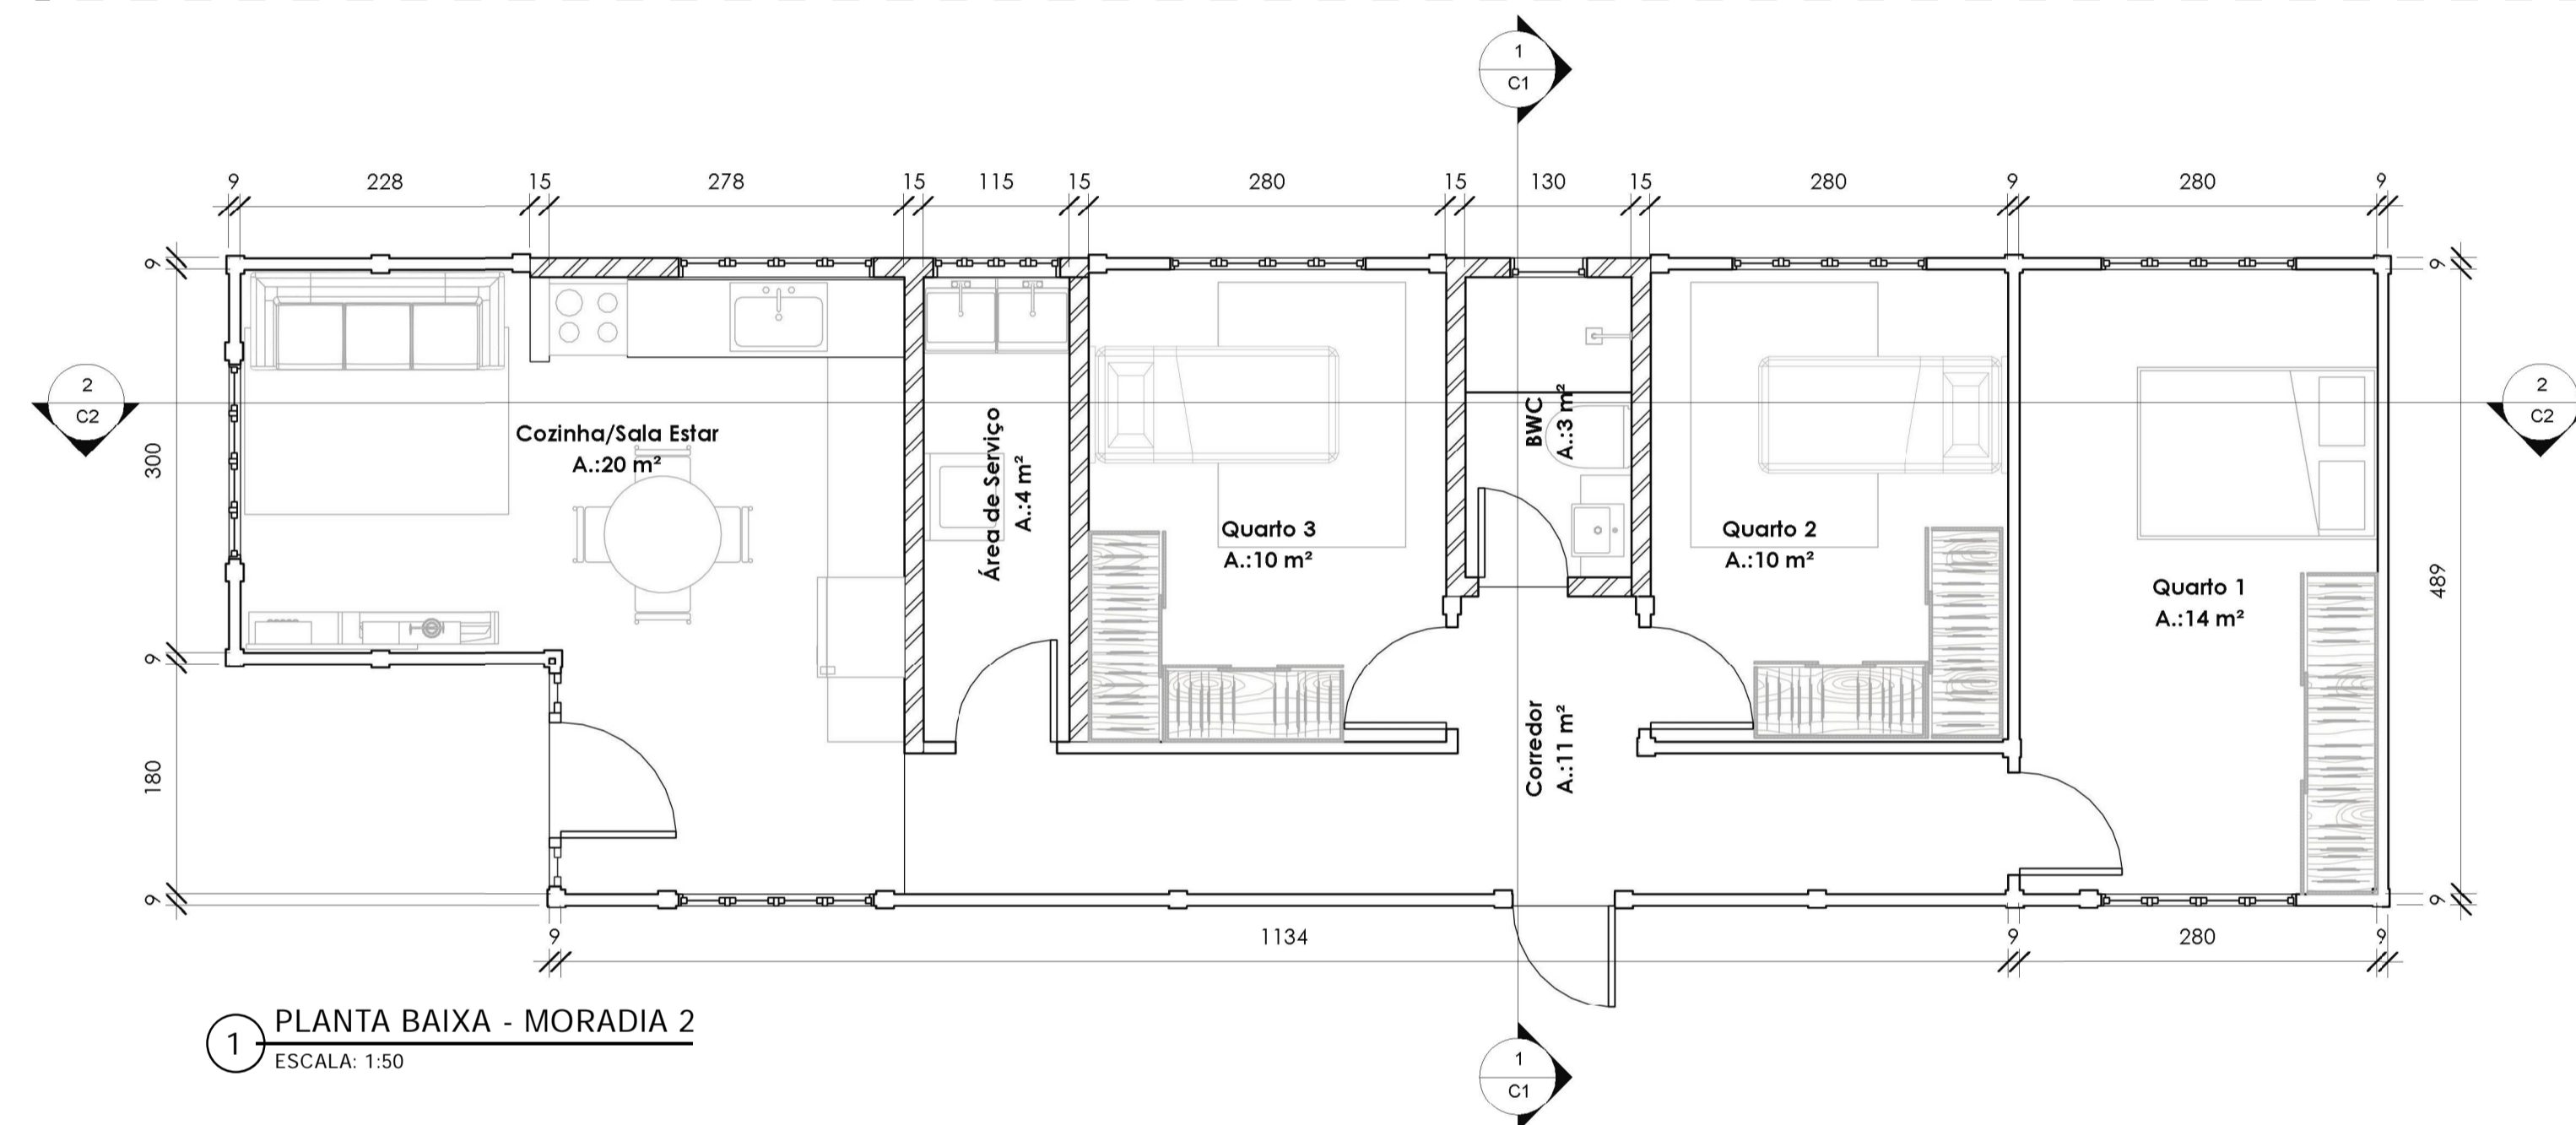 1
C1
9 228 15 278 15 115 15 280 15 130 15 280 9 280 9
9
300
9
180
9
9
489
9
2
C2
2
C2
Cozinha/Sala Estar
A.:20 m²
Área de Serviço
A.:4 m²
Quarto 3
A.:10 m²
BWC
A.:3 m²
Quarto 2
A.:10 m²
Quarto 1
A.:14 m²
Corredor
A.:11 m²
9 1134 9 280 9
1
PLANTA BAIXA - MORADIA 2
ESCALA: 1:50
1
C1